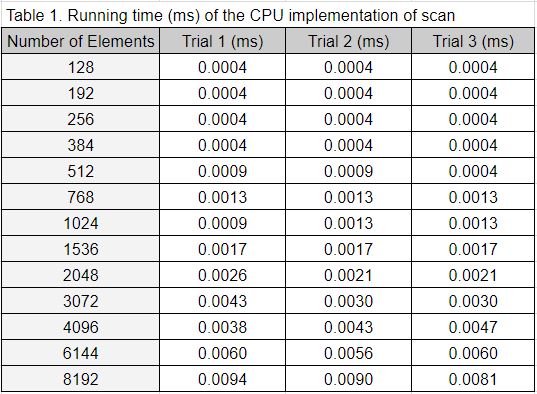 Table 1. Running time (ms) of the CPU implementation of scan
Number of Elements Trial 1 (ms) Trial 2 (ms) Trial 3 (ms)
128 0.0004 0.0004 0.0004
192 0.0004 0.0004 0.0004
256 0.0004 0.0004 0.0004
384 0.0004 0.0004 0.0004
512 0.0009 0.0009 0.0004
768 0.0013 0.0013 0.0013
1024 0.0009 0.0013 0.0013
1536 0.0017 0.0017 0.0017
2048 0.0026 0.0021 0.0021
3072 0.0043 0.0030 0.0030
4096 0.0038 0.0043 0.0047
6144 0.0060 0.0056 0.0060
8192 0.0094 0.0090 0.0081